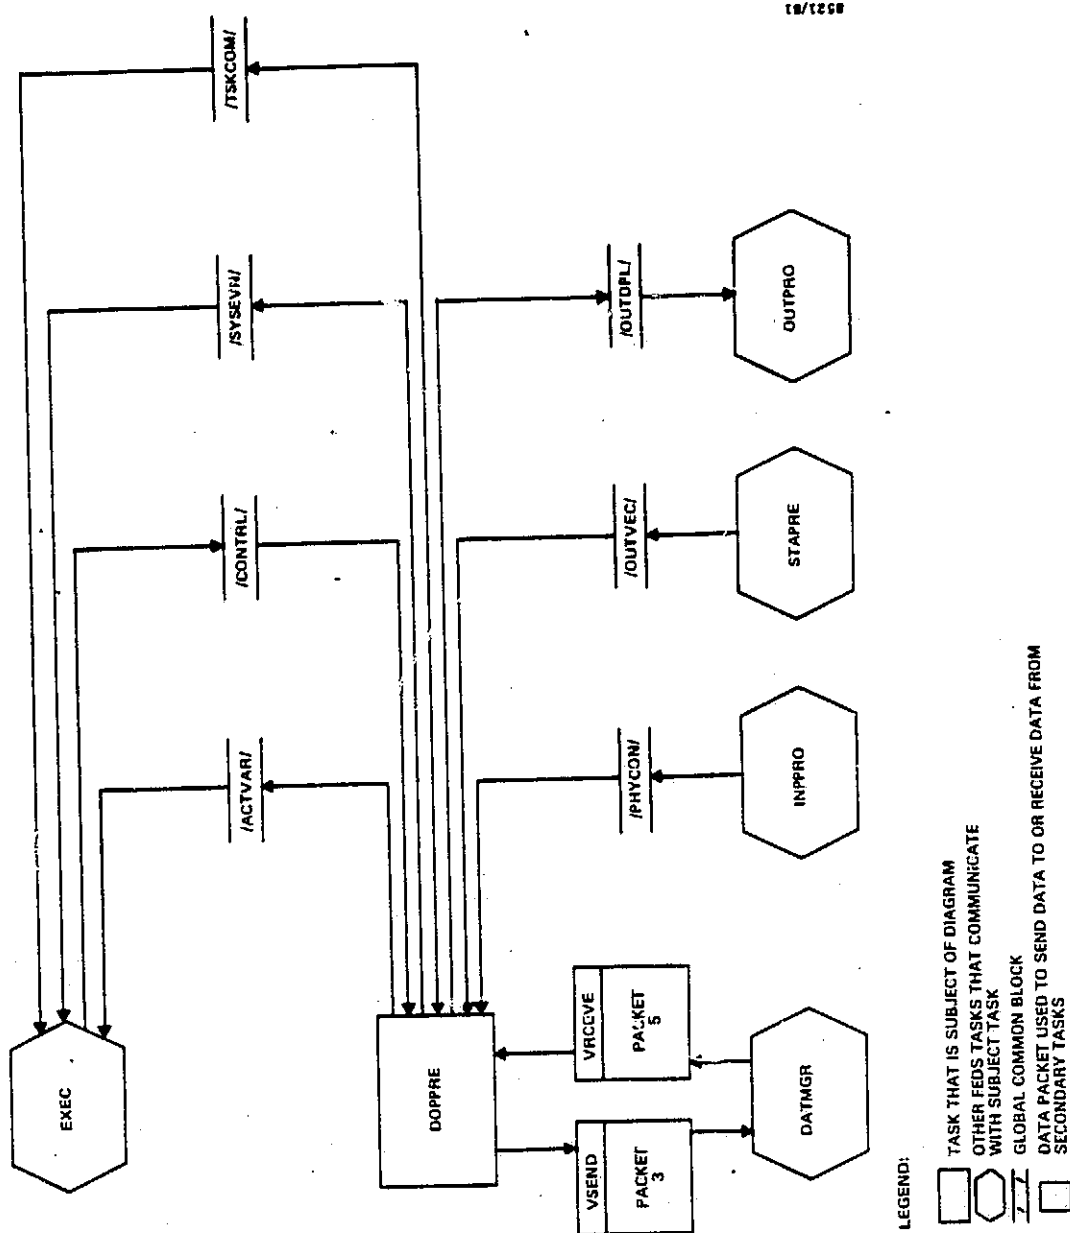 8521/81
EXEC
/ACTVAR/
/CONTRL/
/SYSEVN/
/TSKCOM/
DOPPRE
VSEND
PACKET
3
VRCEVE
PACKET
5
/PHYCON/
/OUTVEC/
/OUTDPL/
DATMGR
INPPRO
STAPRE
OUTPRO
LEGEND:
TASK THAT IS SUBJECT OF DIAGRAM
OTHER FEDS TASKS THAT COMMUNICATE
WITH SUBJECT TASK
/ /
GLOBAL COMMON BLOCK
DATA PACKET USED TO SEND DATA TO OR RECEIVE DATA FROM
SECONDARY TASKS